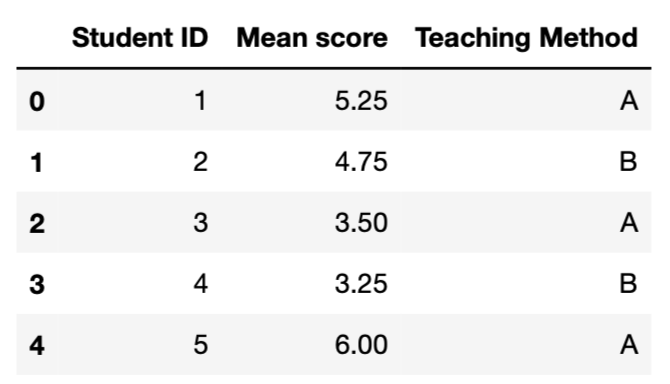 Student ID Mean score Teaching Method
0 1 5.25 A
1 2 4.75 B
2 3 3.50 A
3 4 3.25 B
4 5 6.00 A